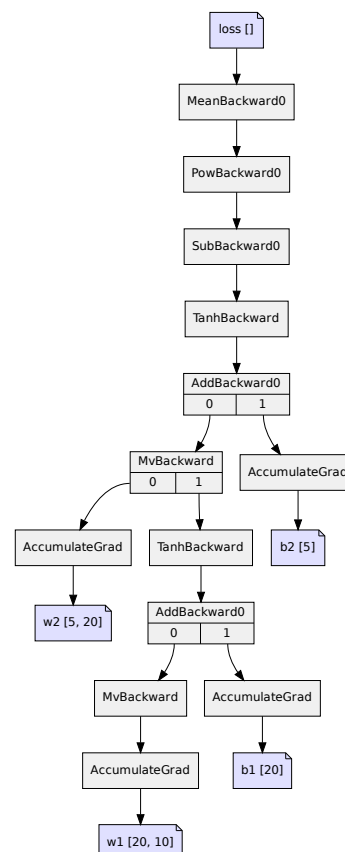 loss []
MeanBackward0
PowBackward0
SubBackward0
TanhBackward
AddBackward0
0 1
MvBackward
0 1
AccumulateGrad
AccumulateGrad
TanhBackward
b2 [5]
w2 [5, 20]
AddBackward0
0 1
MvBackward
AccumulateGrad
AccumulateGrad
b1 [20]
w1 [20, 10]